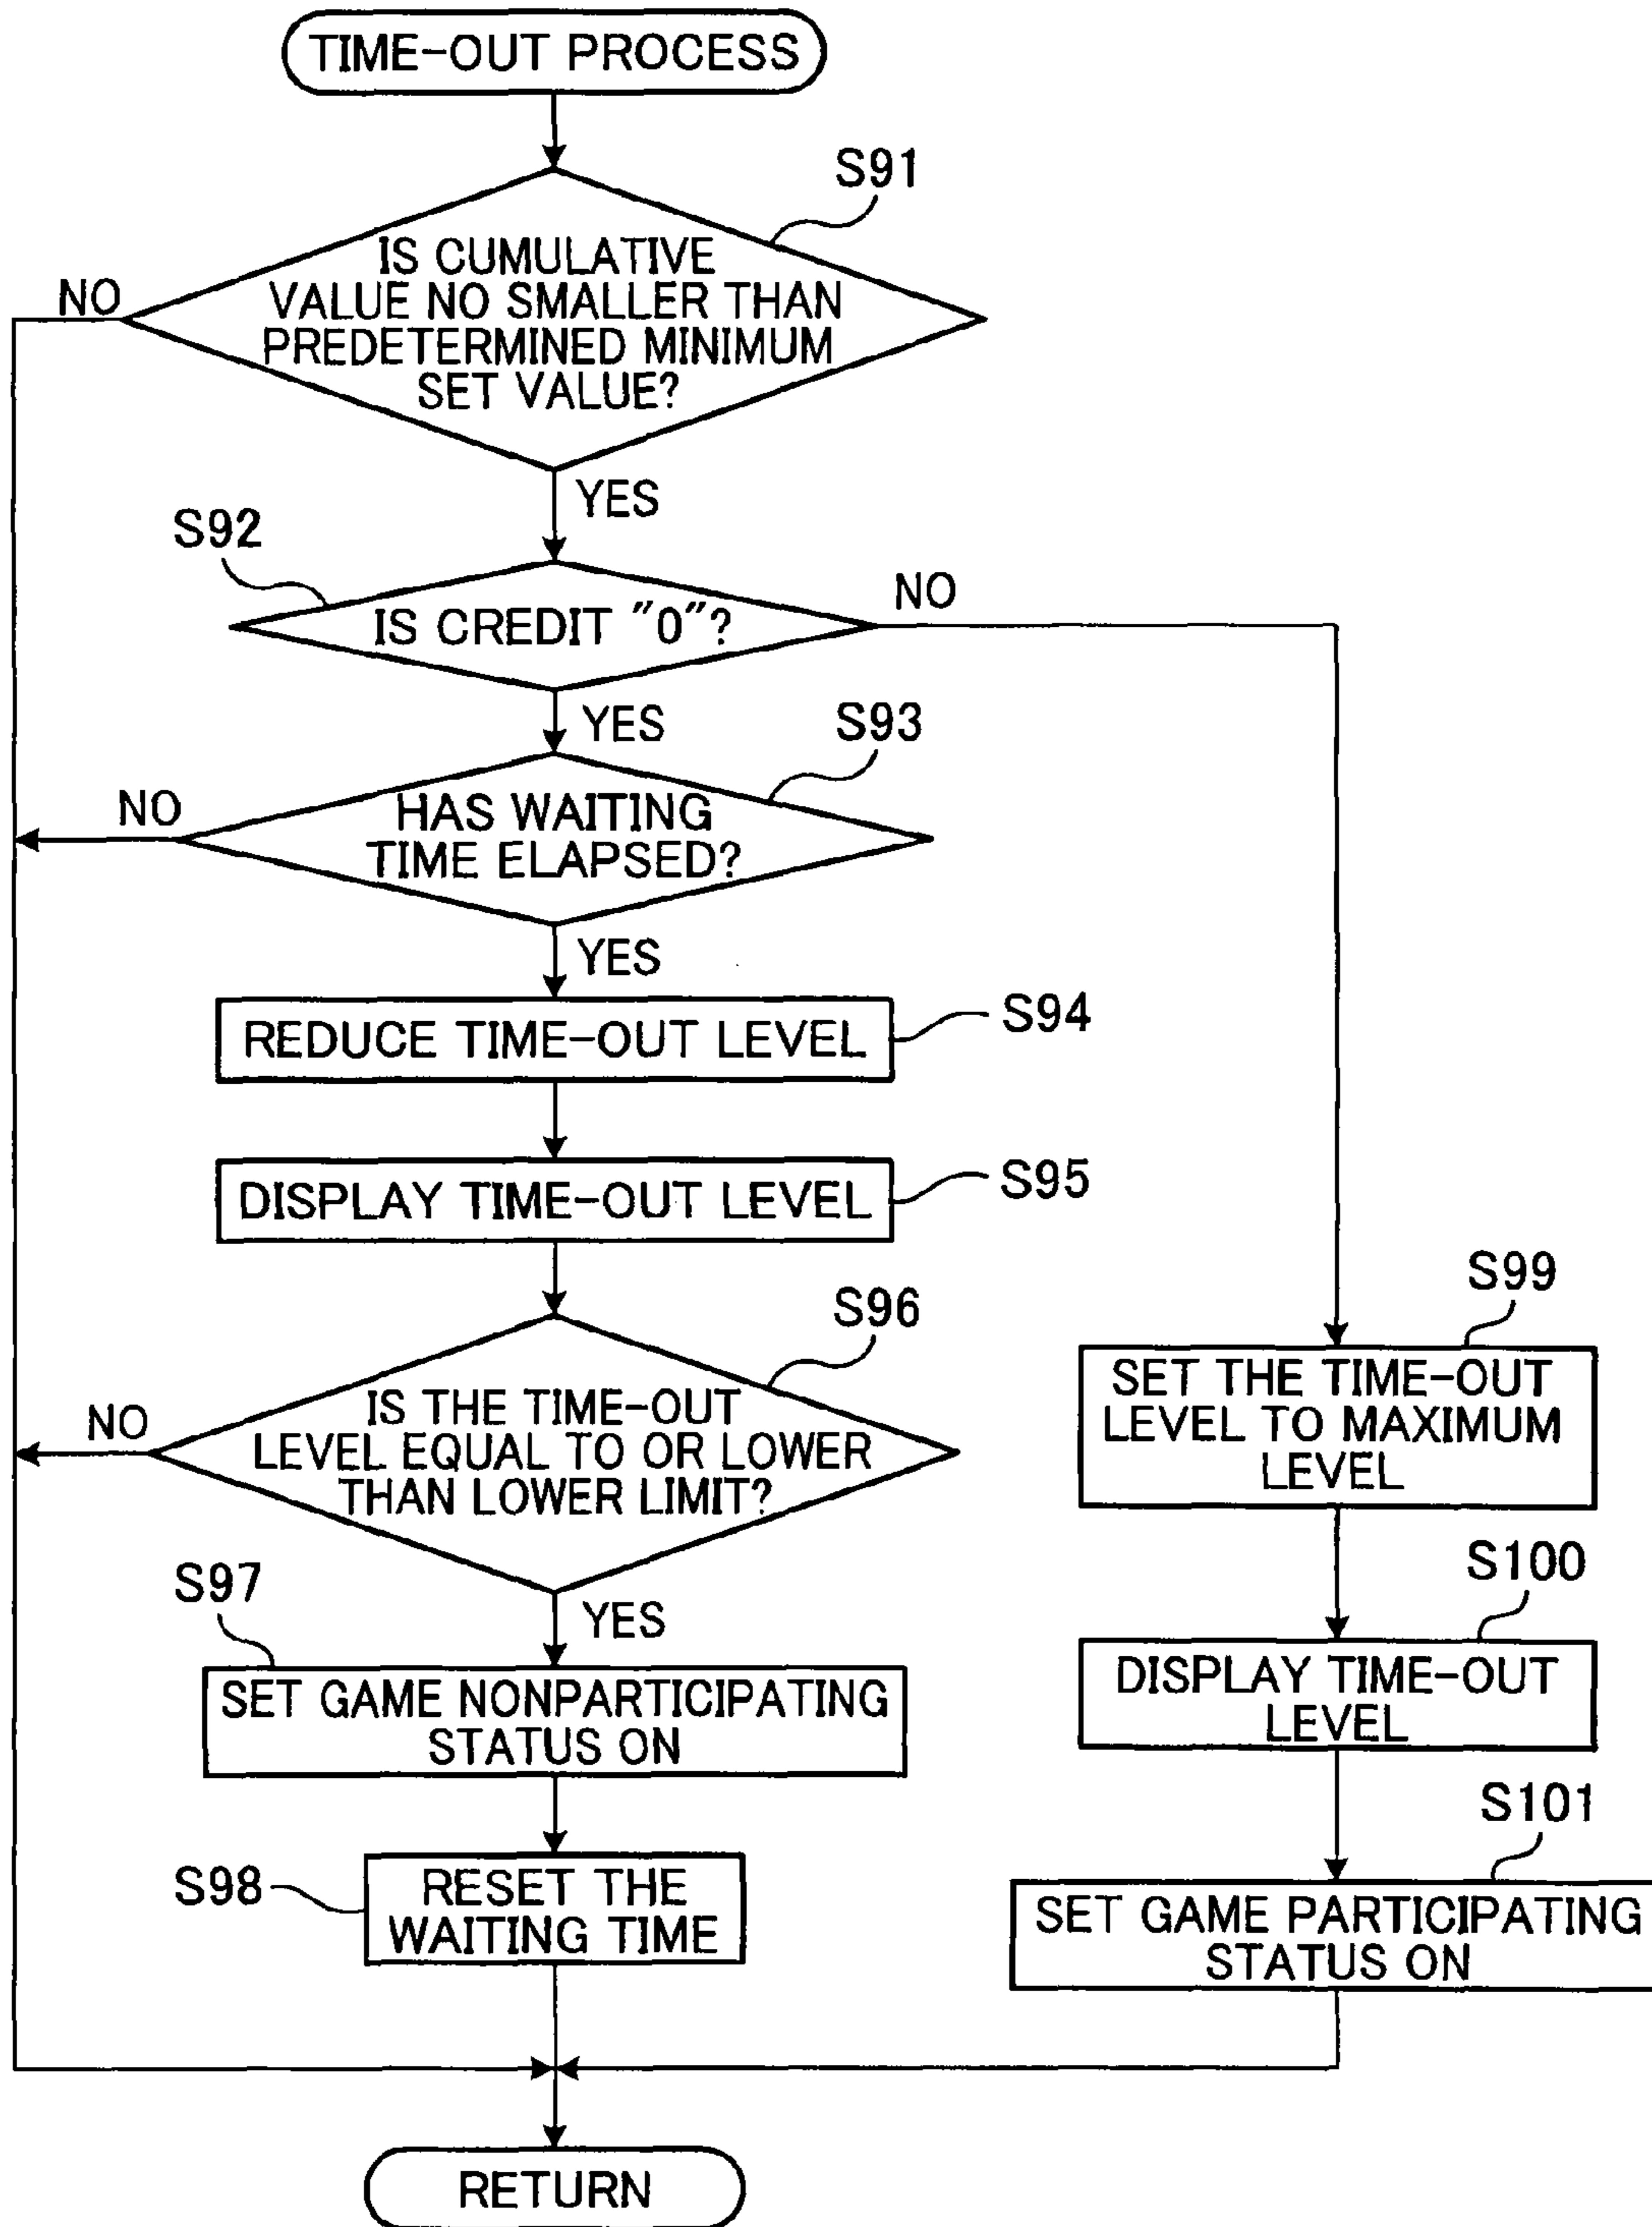 TIME-OUT PROCESS
S91
IS CUMULATIVE
VALUE NO SMALLER THAN
PREDETERMINED MINIMUM
SET VALUE?
NO
YES
S92
IS CREDIT "0"?
NO
YES
S93
HAS WAITING
TIME ELAPSED?
NO
YES
REDUCE TIME-OUT LEVEL
S94
DISPLAY TIME-OUT LEVEL
S95
S96
IS THE TIME-OUT
LEVEL EQUAL TO OR LOWER
THAN LOWER LIMIT?
NO
YES
S97
SET GAME NONPARTICIPATING
STATUS ON
S98
RESET THE
WAITING TIME
S99
SET THE TIME-OUT
LEVEL TO MAXIMUM
LEVEL
S100
DISPLAY TIME-OUT
LEVEL
S101
SET GAME PARTICIPATING
STATUS ON
RETURN